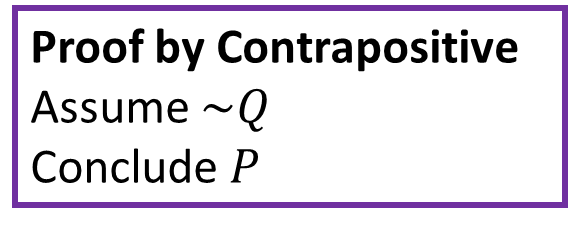 Proof by Contrapositive
Assume ~Q
Conclude P